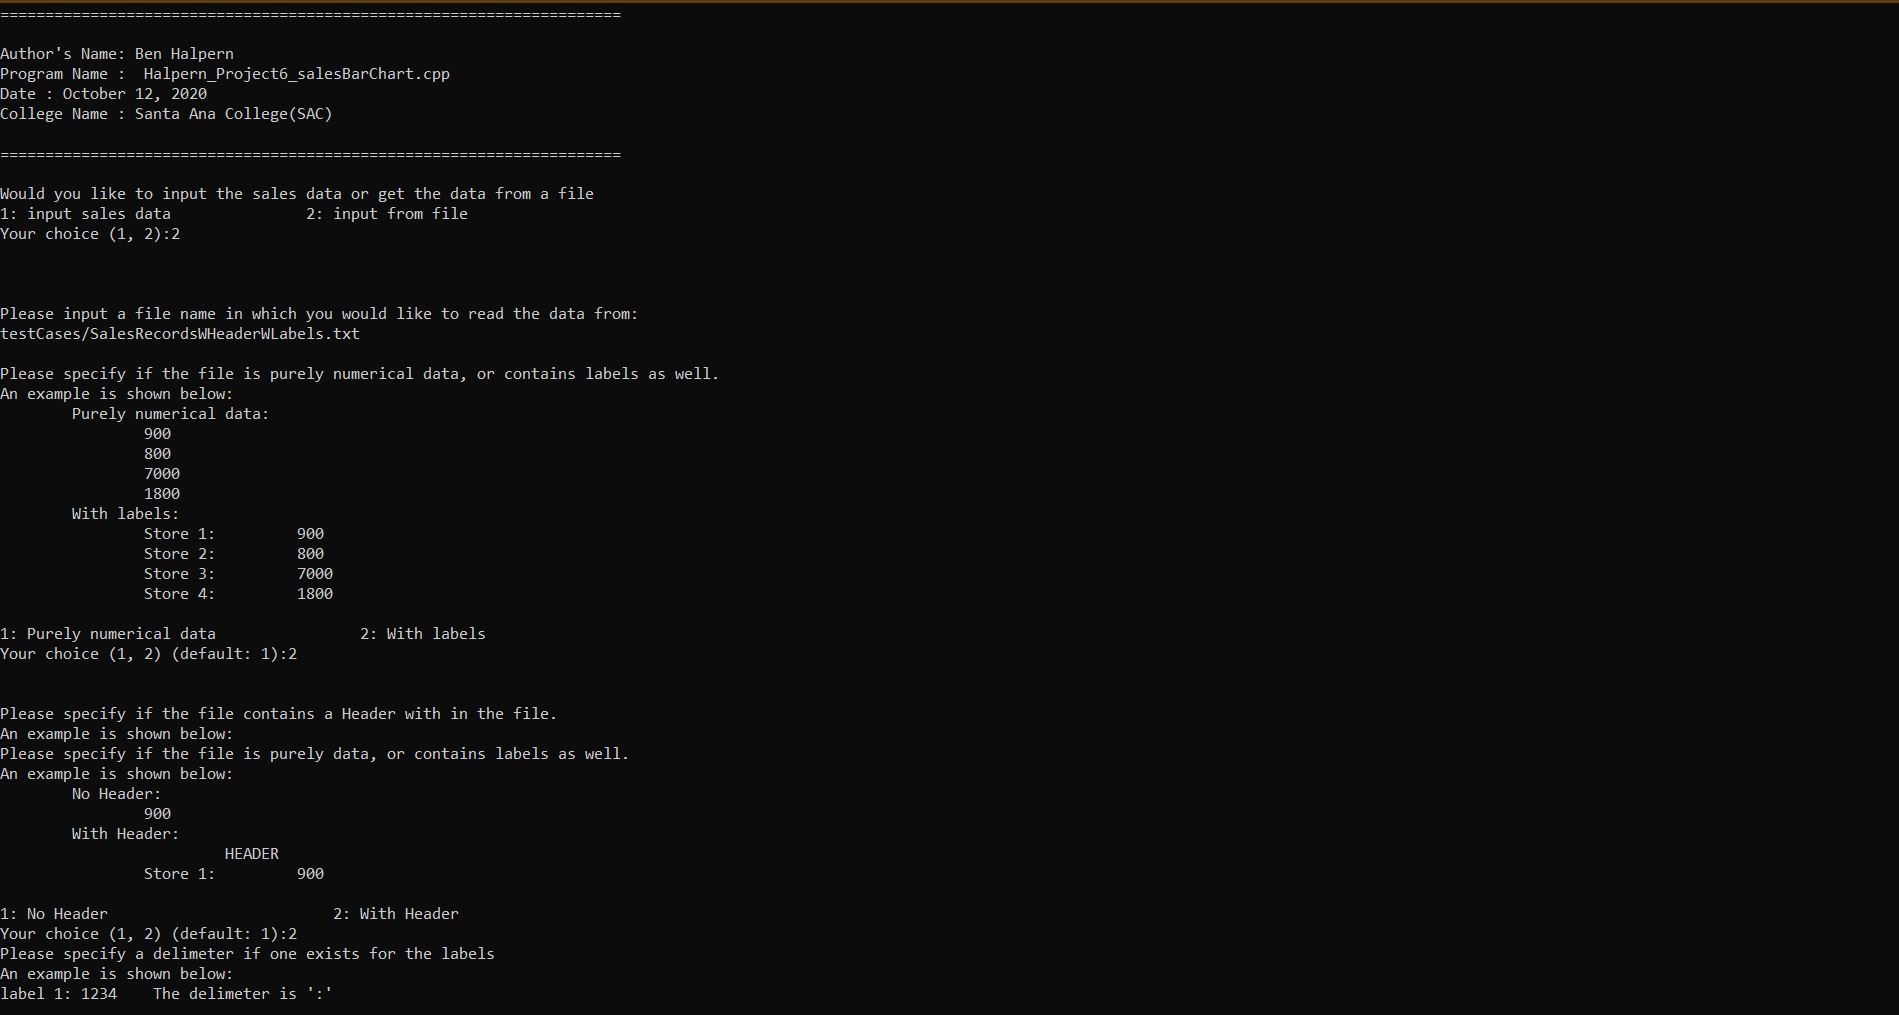 =====================================================================
Author's Name: Ben Halpern
Program Name :  Halpern_Project6_salesBarChart.cpp
Date : October 12, 2020
College Name : Santa Ana College(SAC)
=====================================================================
Would you like to input the sales data or get the data from a file
1: input sales data               2: input from file
Your choice (1, 2):2
Please input a file name in which you would like to read the data from:
testCases/SalesRecordsWHeaderWLabels.txt
Please specify if the file is purely numerical data, or contains labels as well.
An example is shown below:
        Purely numerical data:
                900
                800
                7000
                1800
        With labels:
                Store 1:         900
                Store 2:         800
                Store 3:         7000
                Store 4:         1800
1: Purely numerical data                2: With labels
Your choice (1, 2) (default: 1):2
Please specify if the file contains a Header with in the file.
An example is shown below:
Please specify if the file is purely data, or contains labels as well.
An example is shown below:
        No Header:
                900
        With Header:
                         HEADER
                Store 1:         900
1: No Header                         2: With Header
Your choice (1, 2) (default: 1):2
Please specify a delimeter if one exists for the labels
An example is shown below:
label 1: 1234    The delimeter is ':'